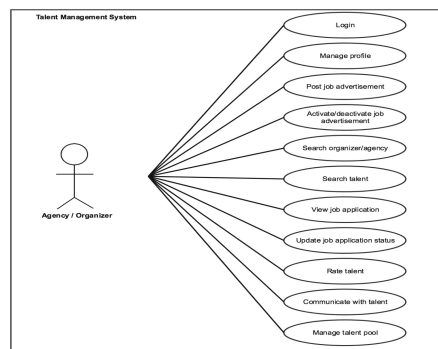 Talent Management System
Login
Manage profile
Post job advertisement
Activate/deactivate job
advertisement
Search organizer/agency
Search talent
View job application
Update job application status
Rate talent
Communicate with talent
Manage talent pool
Agency / Organizer